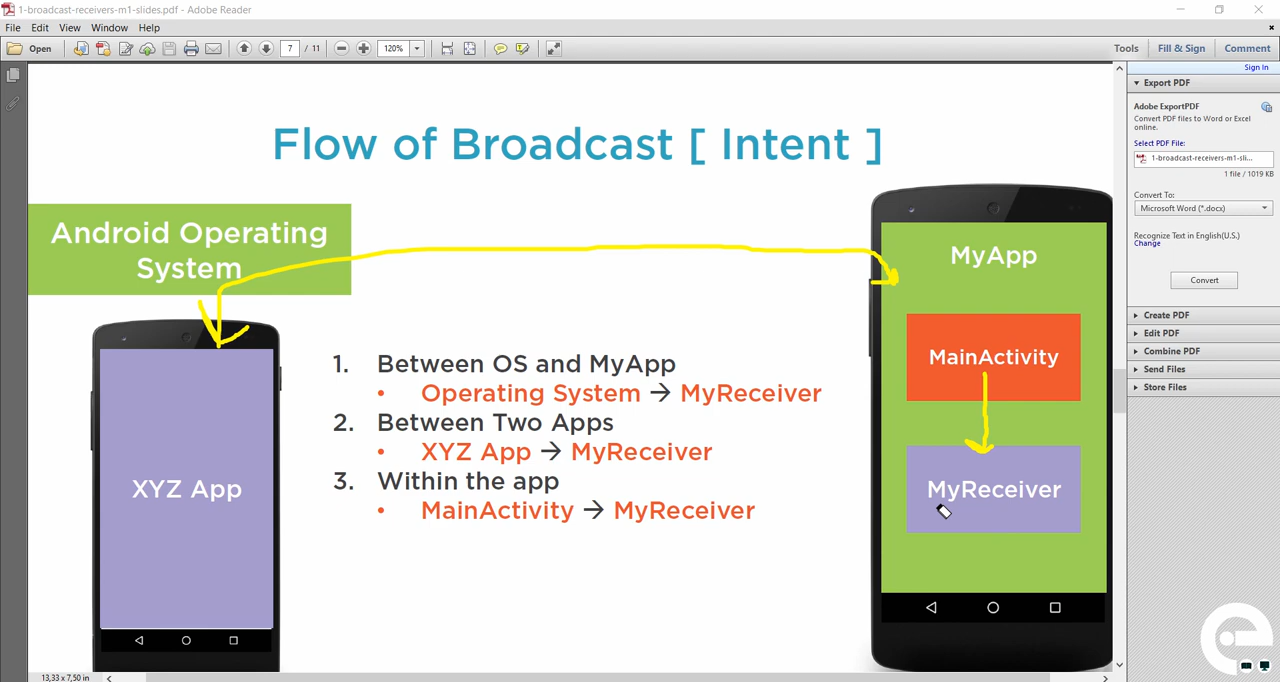 1-broadcast-receivers-m1-slides.pdf - Adobe Reader
File Edit View Window Help
Open 7 / 11 120% Tools Fill & Sign Comment
Sign In
Export PDF
Adobe ExportPDF
Convert PDF files to Word or Excel
online.
Select PDF File:
1-broadcast-receivers-m1-sli...
1 file / 1019 KB
Convert To:
Microsoft Word (*.docx)
Recognize Text in English(U.S.)
Change
Convert
Create PDF
Edit PDF
Combine PDF
Send Files
Store Files
Flow of Broadcast [ Intent ]
Android Operating
System
XYZ App
1. Between OS and MyApp
• Operating System → MyReceiver
2. Between Two Apps
• XYZ App → MyReceiver
3. Within the app
• MainActivity → MyReceiver
MyApp
MainActivity
MyReceiver
13,33 x 7,50 in